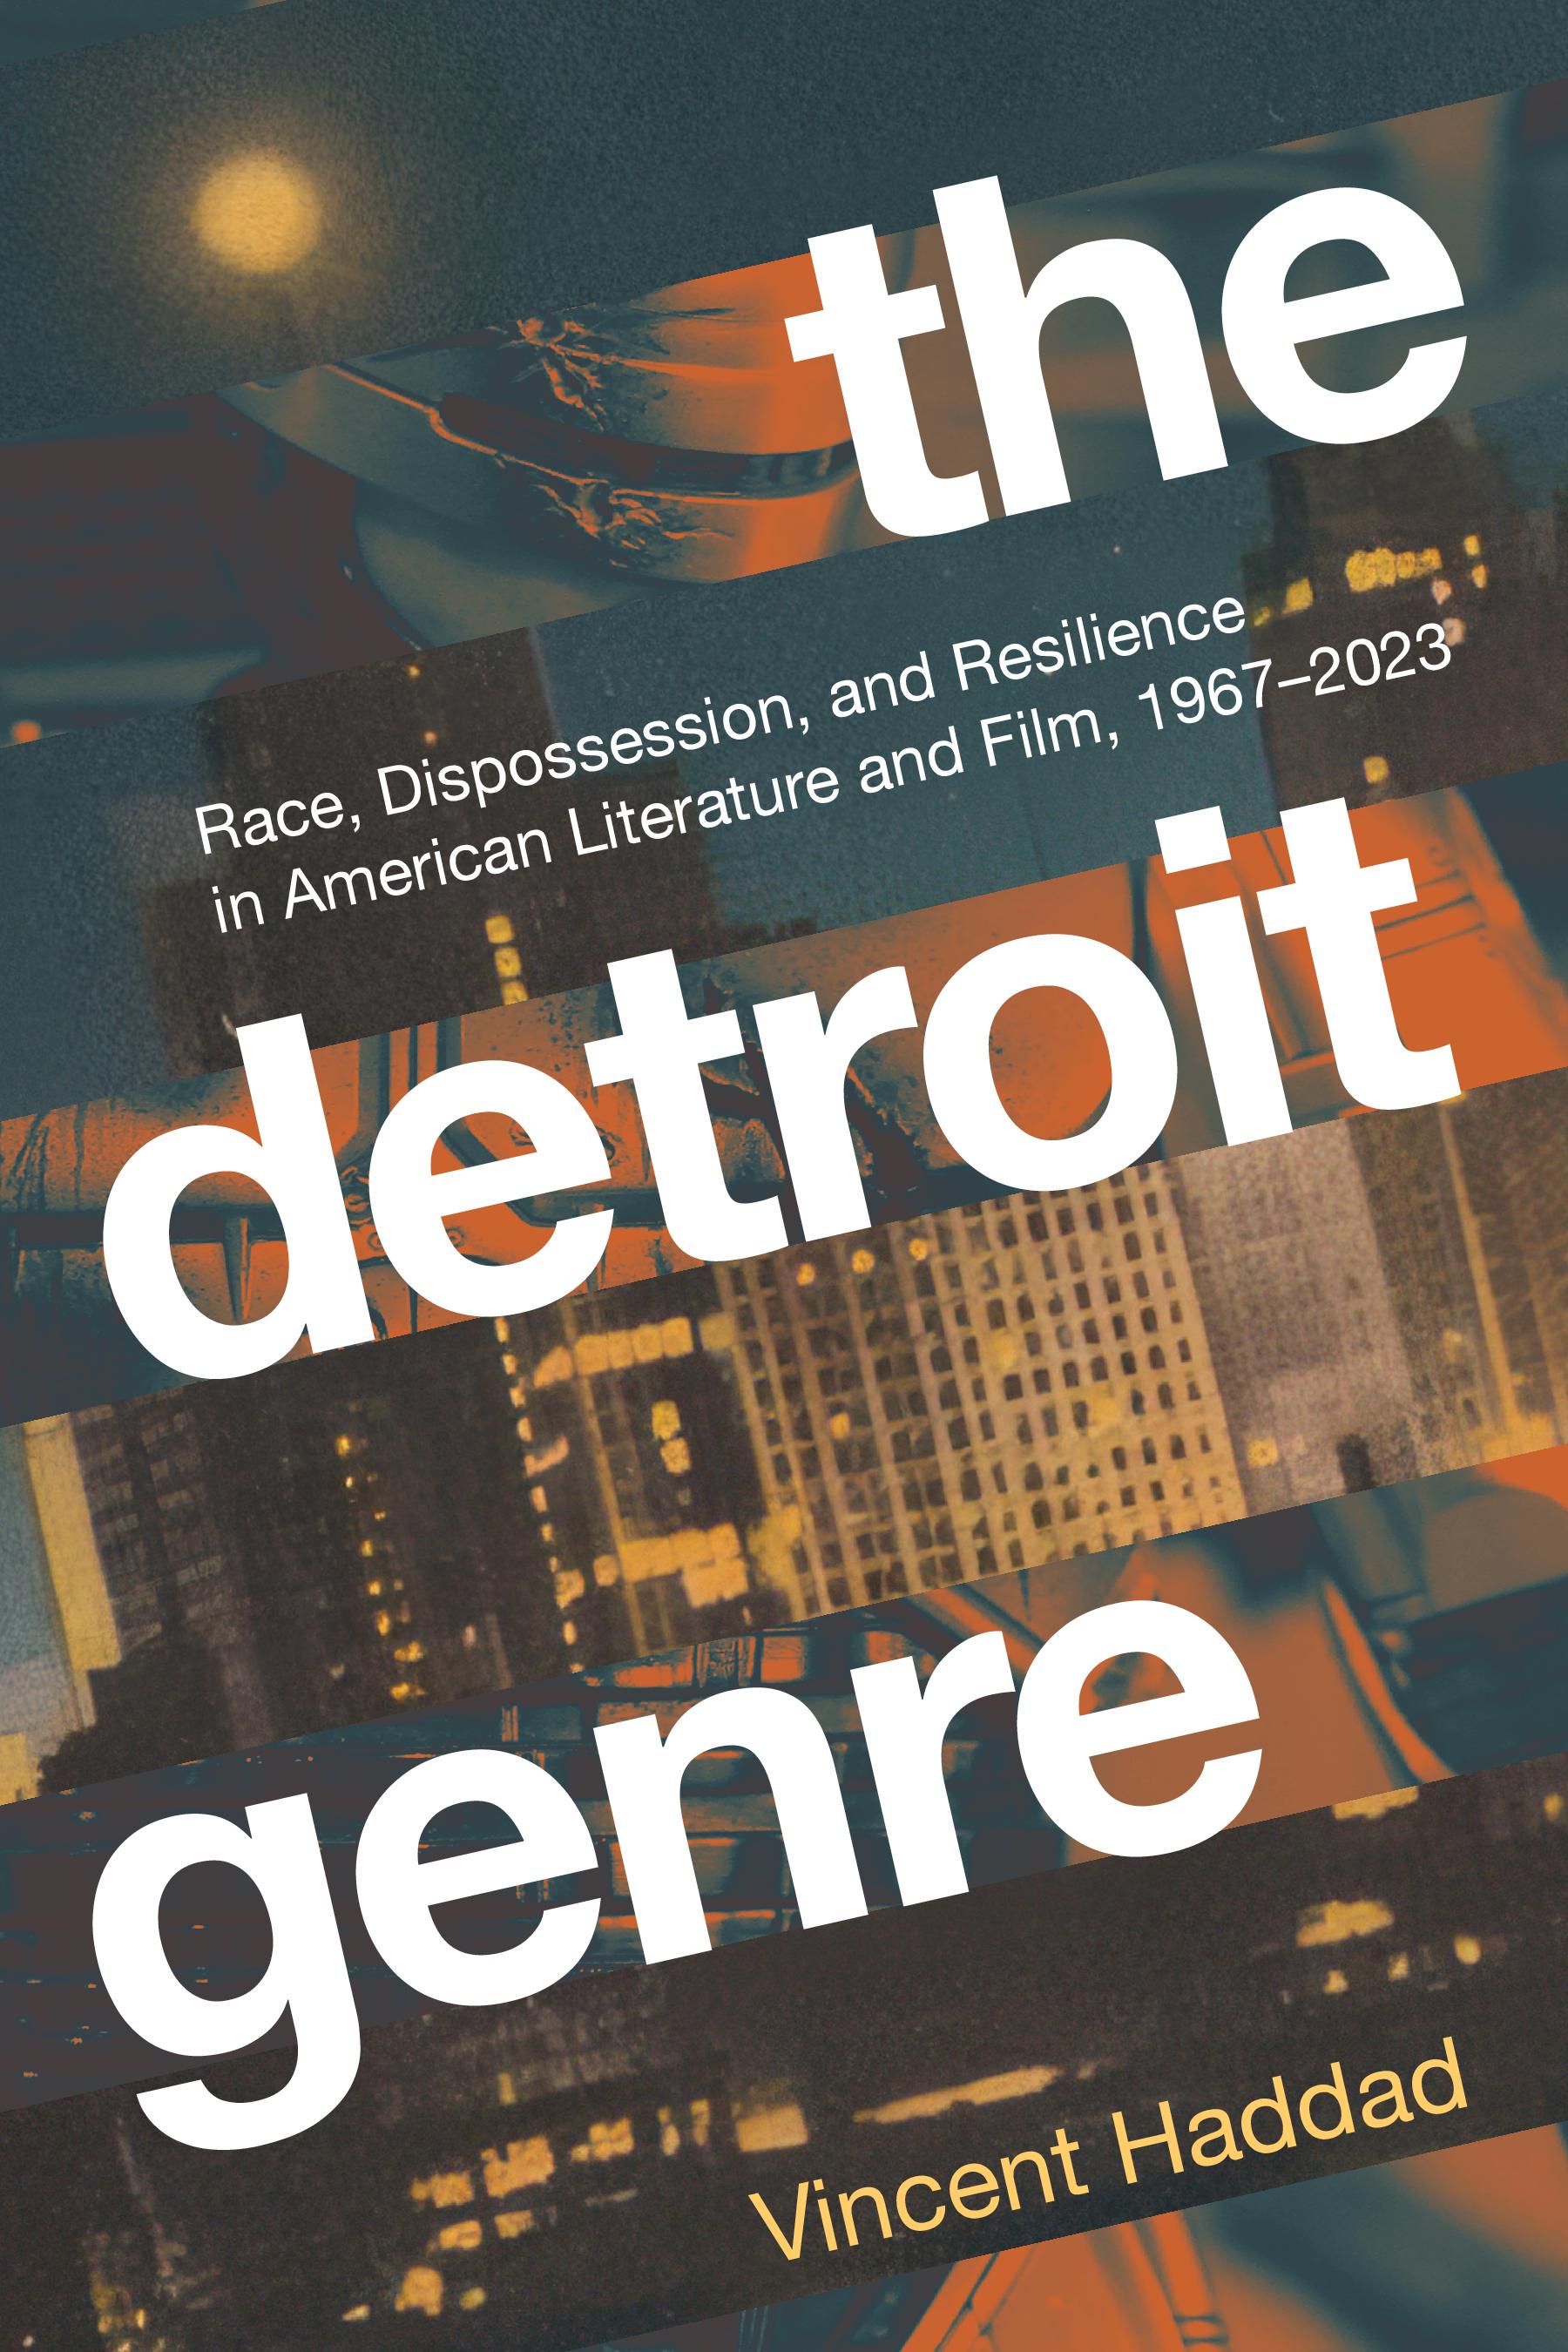 the
Race, Dispossession, and Resilience
in American Literature and Film, 1967–2023
detroit
genre
Vincent Haddad